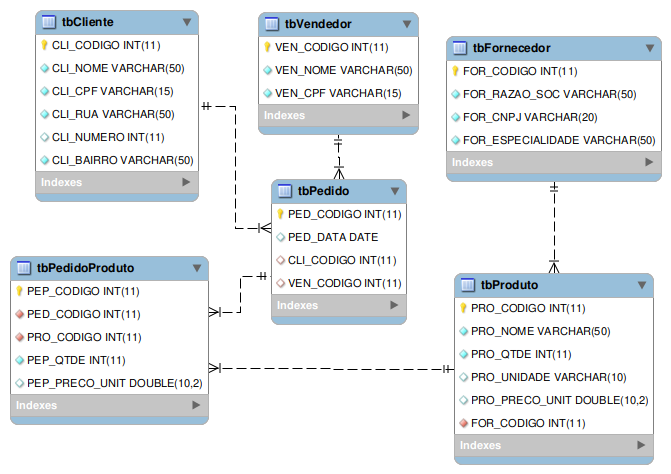 tbCliente
CLI_CODIGO INT(11)
CLI_NOME VARCHAR(50)
CLI_CPF VARCHAR(15)
CLI_RUA VARCHAR(50)
CLI_NUMERO INT(11)
CLI_BAIRRO VARCHAR(50)
Indexes
tbVendedor
VEN_CODIGO INT(11)
VEN_NOME VARCHAR(50)
VEN_CPF VARCHAR(15)
Indexes
tbFornecedor
FOR_CODIGO INT(11)
FOR_RAZAO_SOC VARCHAR(50)
FOR_CNPJ VARCHAR(20)
FOR_ESPECIALIDADE VARCHAR(50)
Indexes
tbPedido
PED_CODIGO INT(11)
PED_DATA DATE
CLI_CODIGO INT(11)
VEN_CODIGO INT(11)
Indexes
tbPedidoProduto
PEP_CODIGO INT(11)
PED_CODIGO INT(11)
PRO_CODIGO INT(11)
PEP_QTDE INT(11)
PEP_PRECO_UNIT DOUBLE(10,2)
Indexes
tbProduto
PRO_CODIGO INT(11)
PRO_NOME VARCHAR(50)
PRO_QTDE INT(11)
PRO_UNIDADE VARCHAR(10)
PRO_PRECO_UNIT DOUBLE(10,2)
FOR_CODIGO INT(11)
Indexes